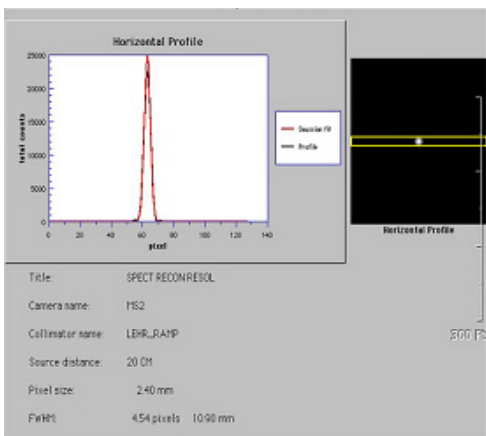 Horizontal Profile
25000
20000
15000
10000
5000
0
total counts
0 20 40 60 80 100 120 140
pixel
Gaussian fit
Profile
Horizontal Profile
Title: SPECT RECON RESOL
Camera name: MS2
Collimator name: LEHR_RAMP
Source distance: 20 CM
Pixel size: 2.40 mm
FWHM: 4.54 pixels 10.90 mm